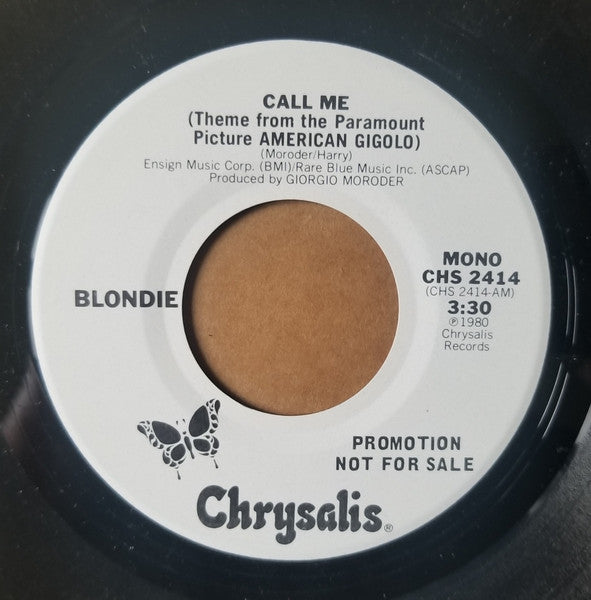 CALL ME
(Theme from the Paramount
Picture AMERICAN GIGOLO)
(Moroder/Harry)
Ensign Music Corp. (BMI)/Rare Blue Music Inc. (ASCAP)
Produced by GIORGIO MORODER
BLONDIE
MONO
CHS 2414
(CHS 2414-AM)
3:30
℗1980
Chrysalis
Records
PROMOTION
NOT FOR SALE
Chrysalis®